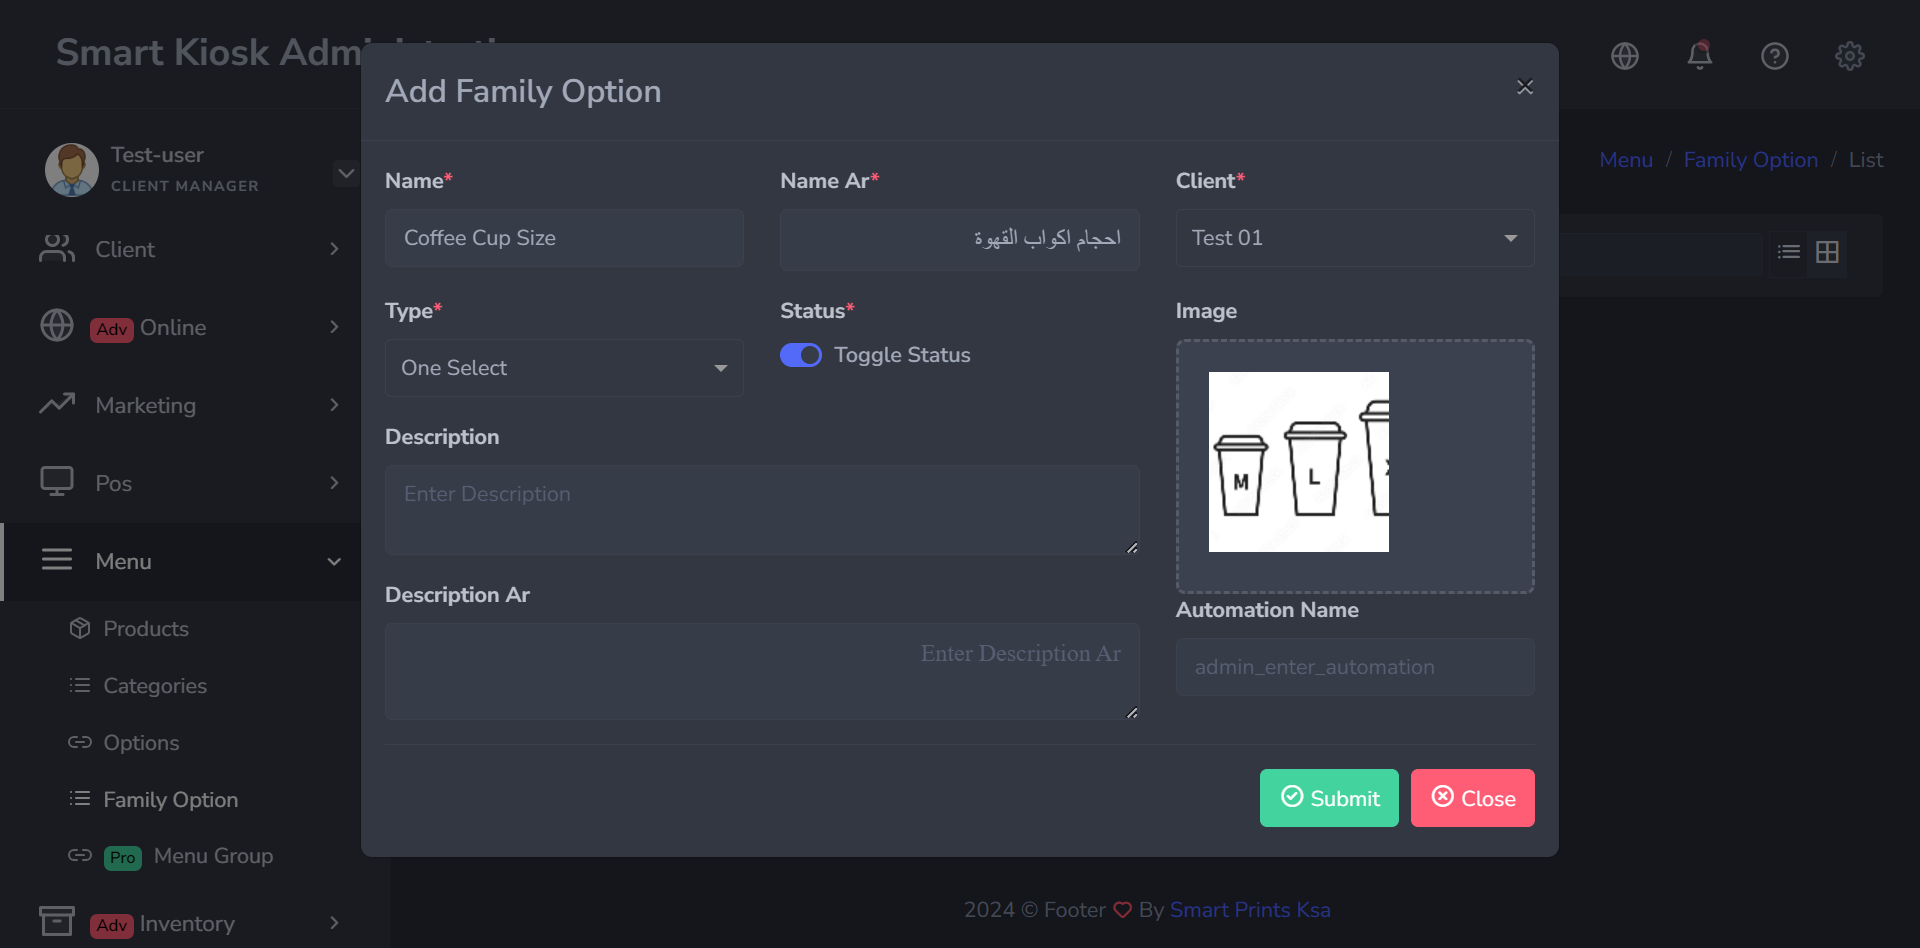 Smart Kiosk
Add Family Option
Test-user
CLIENT MANAGER
Menu / Family Option / List
Client
Adv Online
Marketing
Pos
Menu
Products
Categories
Options
Family Option
Pro Menu Group
Adv Inventory
Name*
Coffee Cup Size
Name Ar*
احجام اكواب القهوة
Client*
Test 01
Type*
One Select
Status*
Toggle Status
Image
M L
Description
Enter Description
Description Ar
Enter Description Ar
Automation Name
admin_enter_automation
Submit
Close
2024 © Footer By Smart Prints Ksa